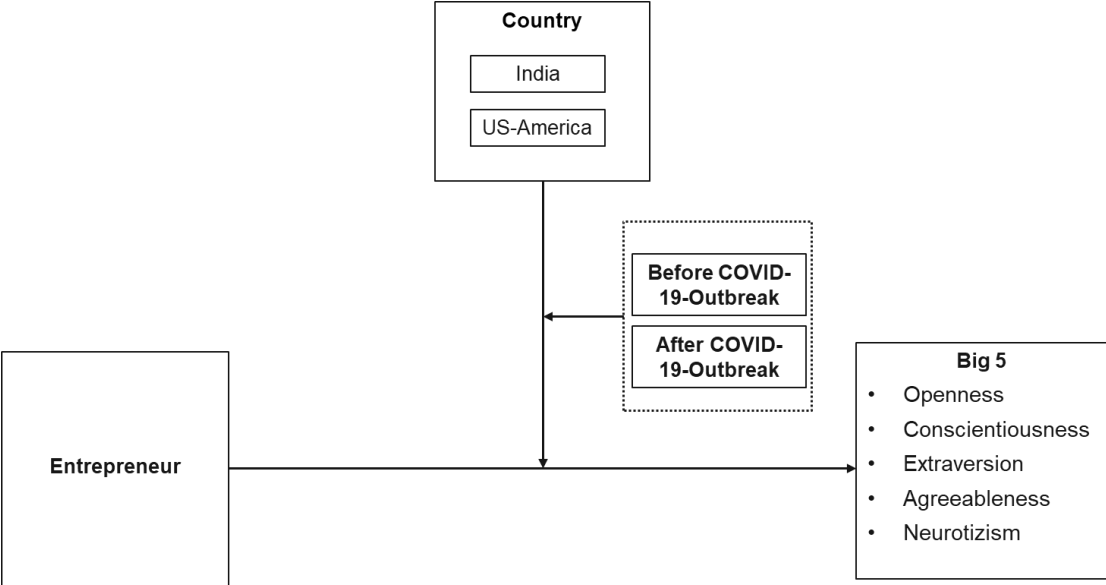 Country
India
US-America
Before COVID-
19-Outbreak
After COVID-
19-Outbreak
Entrepreneur
Big 5
• Openness
• Conscientiousness
• Extraversion
• Agreeableness
• Neurotizism